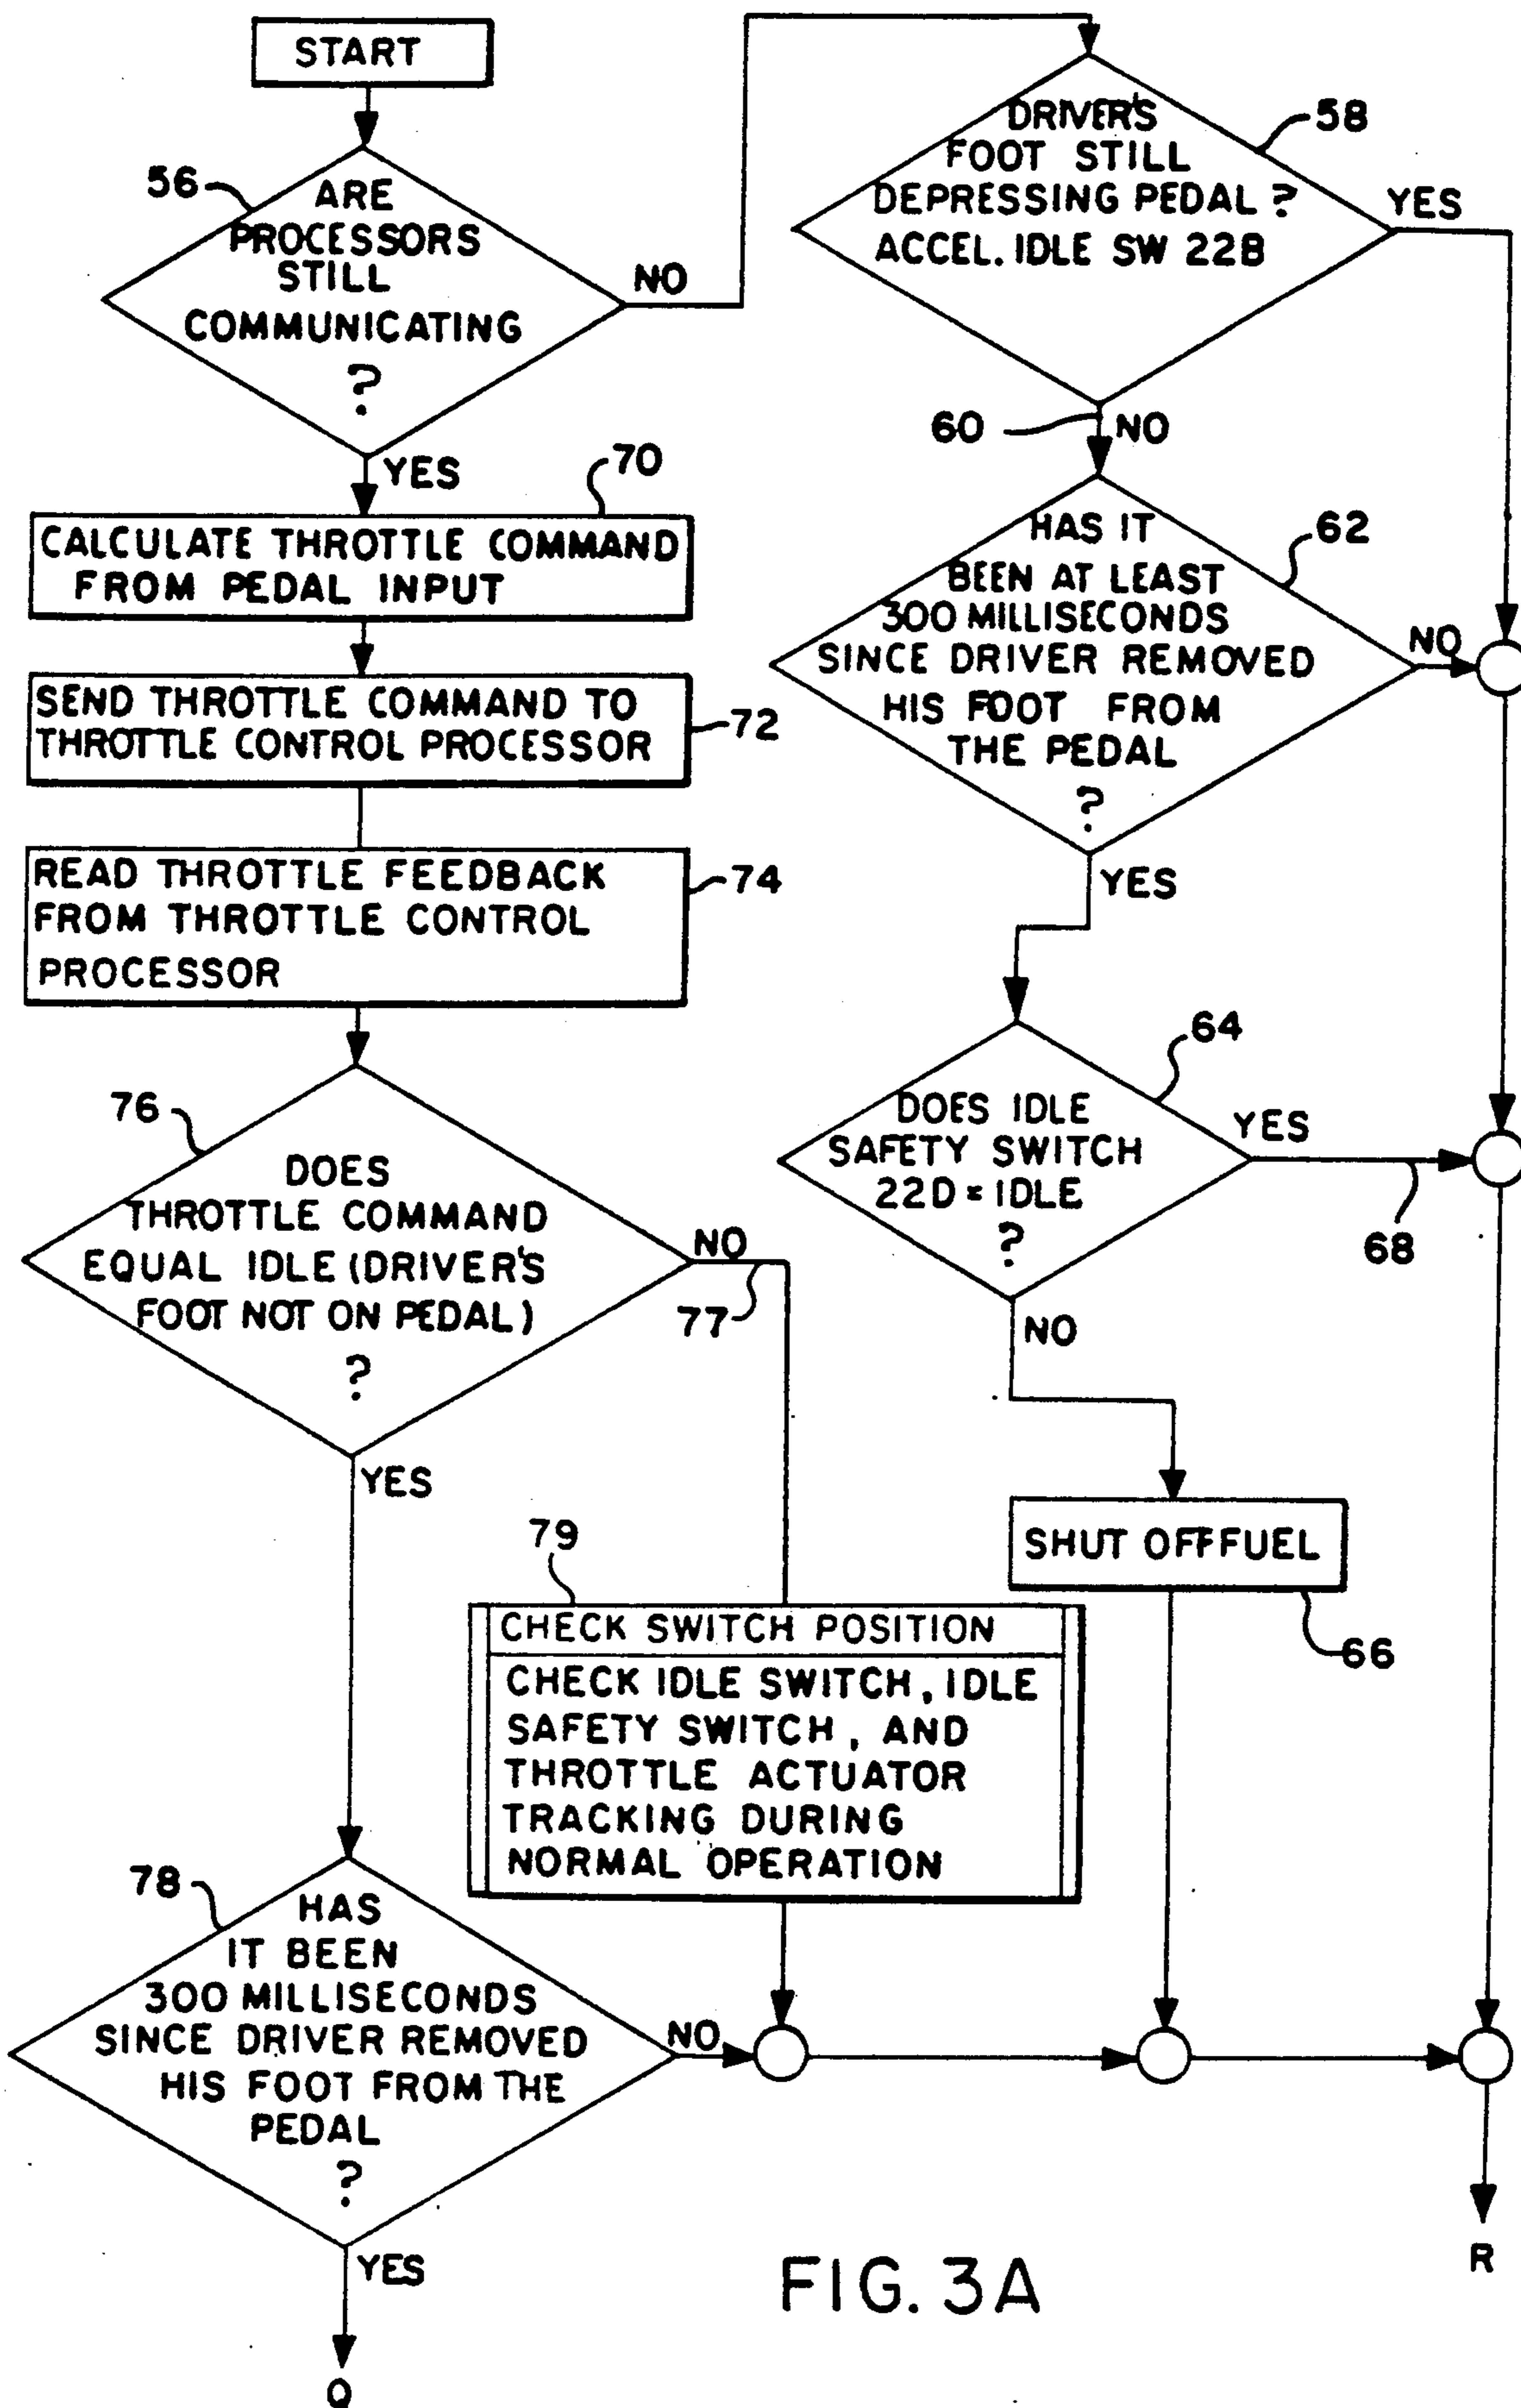 START
56
ARE
PROCESSORS
STILL
COMMUNICATING
?
NO
YES
58
DRIVER'S
FOOT STILL
DEPRESSING PEDAL ?
ACCEL. IDLE SW 22B
YES
60
NO
70
CALCULATE THROTTLE COMMAND
FROM PEDAL INPUT
62
HAS IT
BEEN AT LEAST
300 MILLISECONDS
SINCE DRIVER REMOVED
HIS FOOT FROM
THE PEDAL
?
NO
YES
SEND THROTTLE COMMAND TO
THROTTLE CONTROL PROCESSOR
72
READ THROTTLE FEEDBACK
FROM THROTTLE CONTROL
PROCESSOR
74
64
DOES IDLE
SAFETY SWITCH
22D = IDLE
?
YES
68
NO
76
DOES
THROTTLE COMMAND
EQUAL IDLE (DRIVER'S
FOOT NOT ON PEDAL)
?
NO
77
YES
SHUT OFF FUEL
66
79
CHECK SWITCH POSITION
CHECK IDLE SWITCH, IDLE
SAFETY SWITCH, AND
THROTTLE ACTUATOR
TRACKING DURING
NORMAL OPERATION
78
HAS
IT BEEN
300 MILLISECONDS
SINCE DRIVER REMOVED
HIS FOOT FROM THE
PEDAL
?
NO
YES
R
Q
FIG. 3A